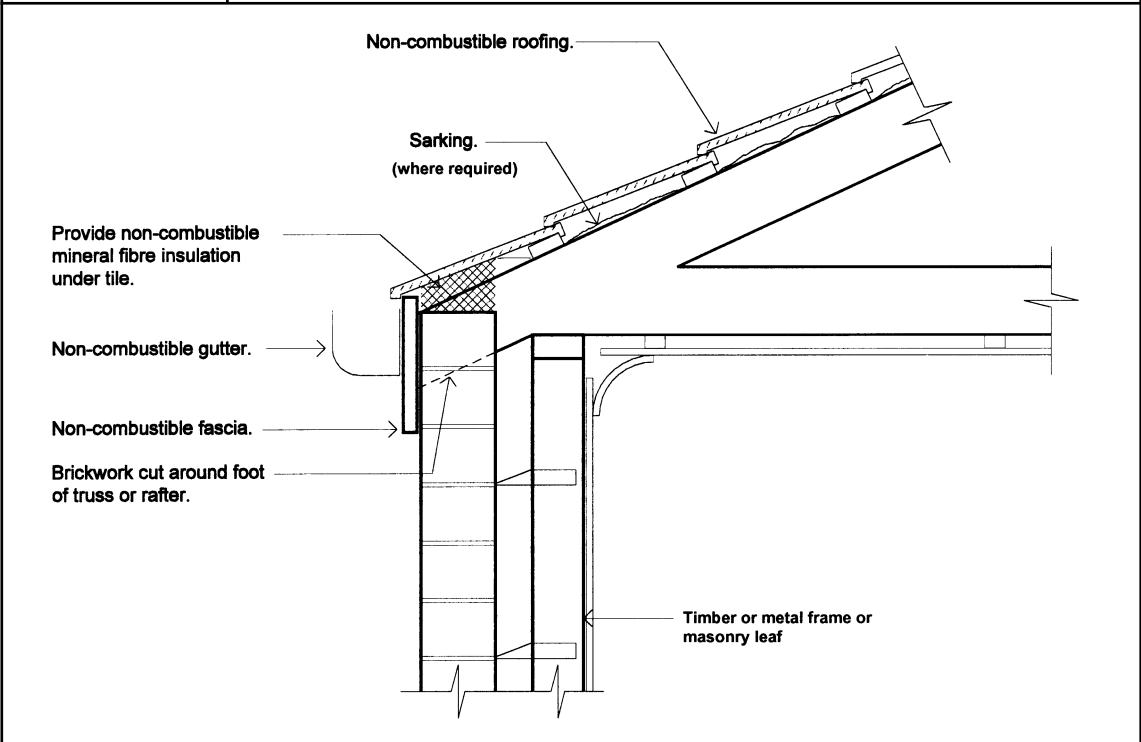 Non-combustible roofing.
Sarking.
(where required)
Provide non-combustible
mineral fibre insulation
under tile.
Non-combustible gutter.
Non-combustible fascia.
Brickwork cut around foot
of truss or rafter.
Timber or metal frame or
masonry leaf